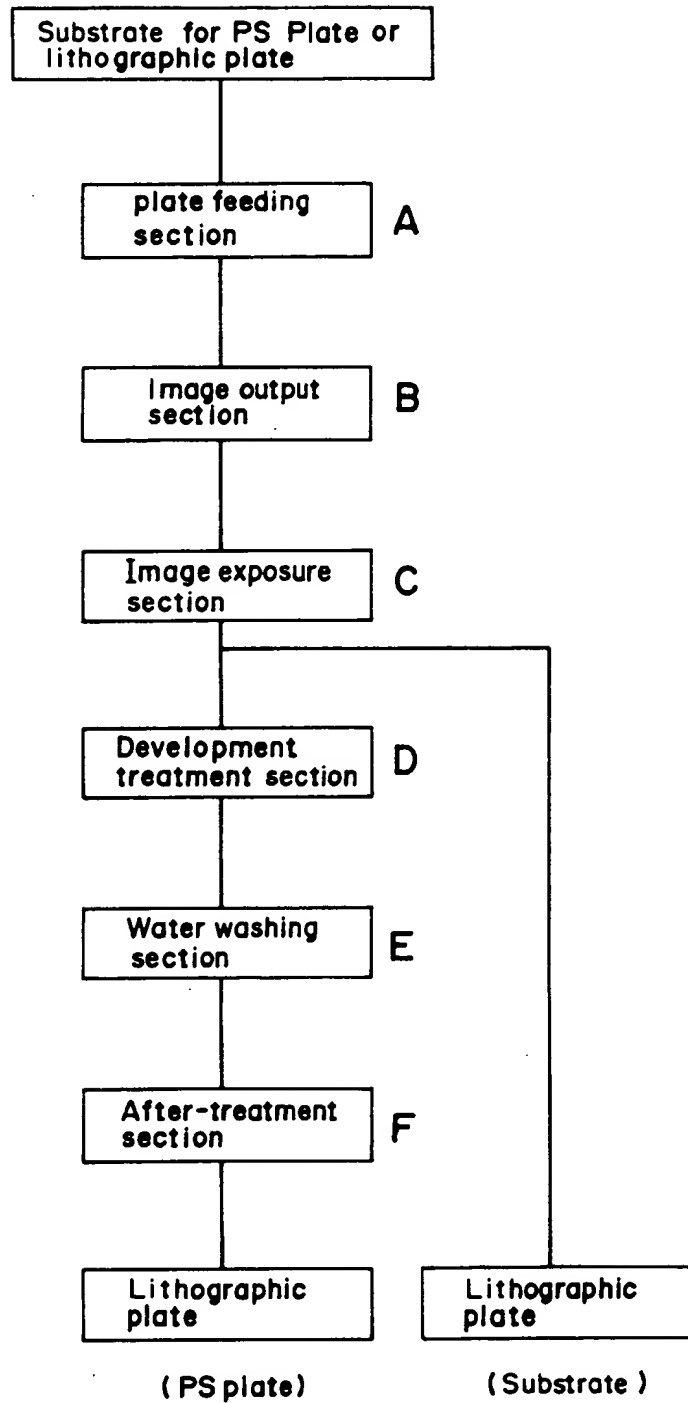 Substrate for PS Plate or
lithographic plate
plate feeding
section
A
Image output
section
B
Image exposure
section
C
Development
treatment section
D
Water washing
section
E
After-treatment
section
F
Lithographic
plate
Lithographic
plate
(PS plate)
(Substrate)